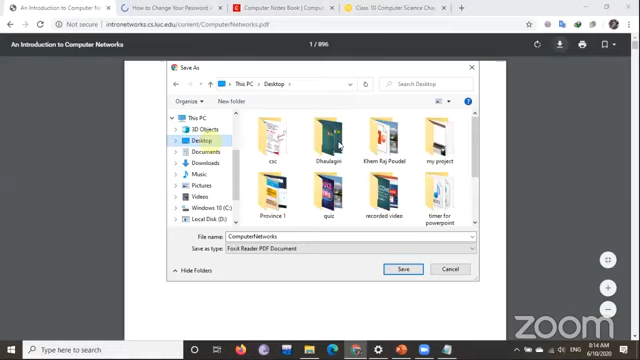 An Introduction to Computer Networks
How to Change Your Password
Computer Notes Book | Compu
Class 10 Computer Science Cha
Not secure | intronetworks.cs.luc.edu/current/ComputerNetworks.pdf
An Introduction to Computer Networks
1 / 896
Save As
This PC > Desktop >
Search Desktop
Organize
New folder
This PC
3D Objects
Desktop
Documents
Downloads
Music
Pictures
Videos
Windows 10 (C:)
Local Disk (D:)
csc
Dhaulagiri
Khem Raj Poudel
my project
Province 1
quiz
recorded video
timer for powerpoint
File name: ComputerNetworks
Save as type: Foxit Reader PDF Document
Hide Folders
Save
Cancel
zoom
Type here to search
ENG
8:14 AM
6/10/2020